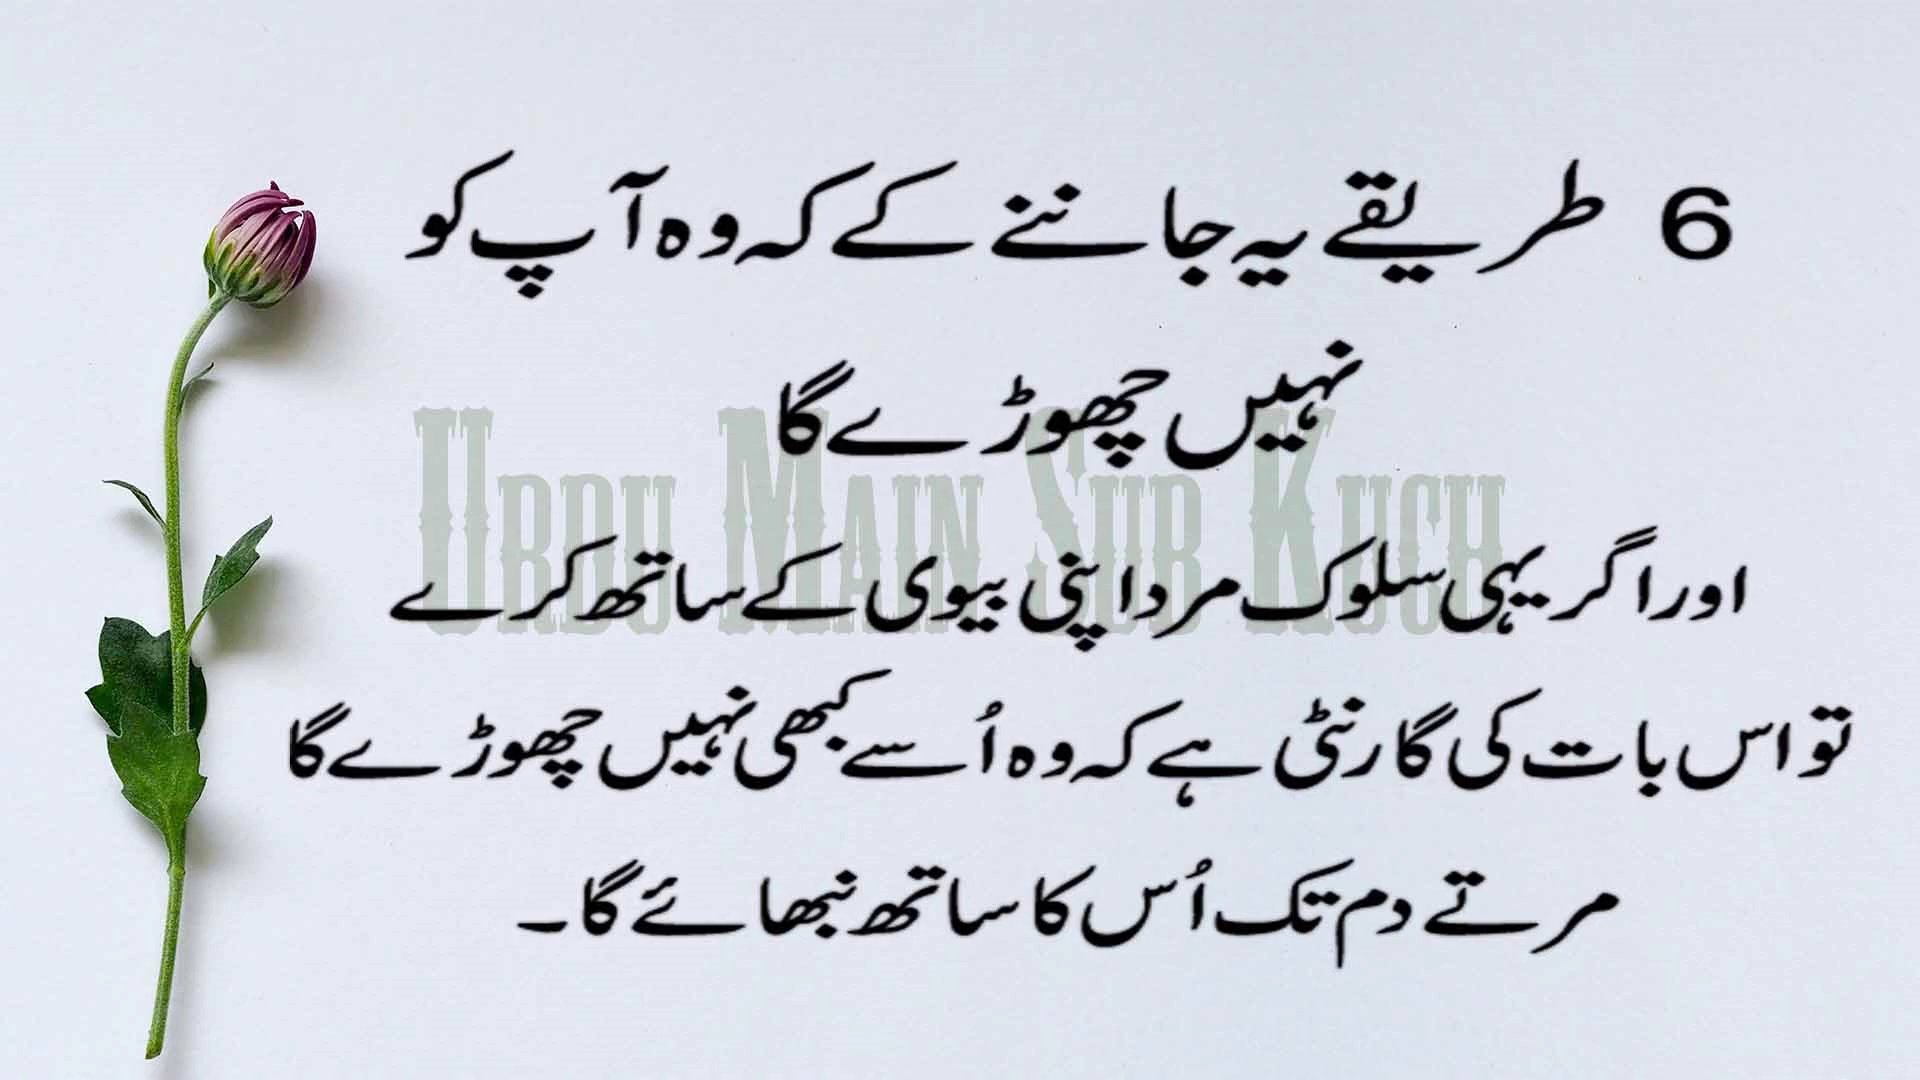 6 طریقے یہ جاننے کے کہ وہ آپ کو
نہیں چھوڑے گا
Urdu Main Sub Kuch
اور اگر یہی سلوک مرد اپنی بیوی کے ساتھ کرے
تو اس بات کی گارنٹی ہے کہ وہ اُسے کبھی نہیں چھوڑے گا
مرتے دم تک اُس کا ساتھ نبھائے گا۔